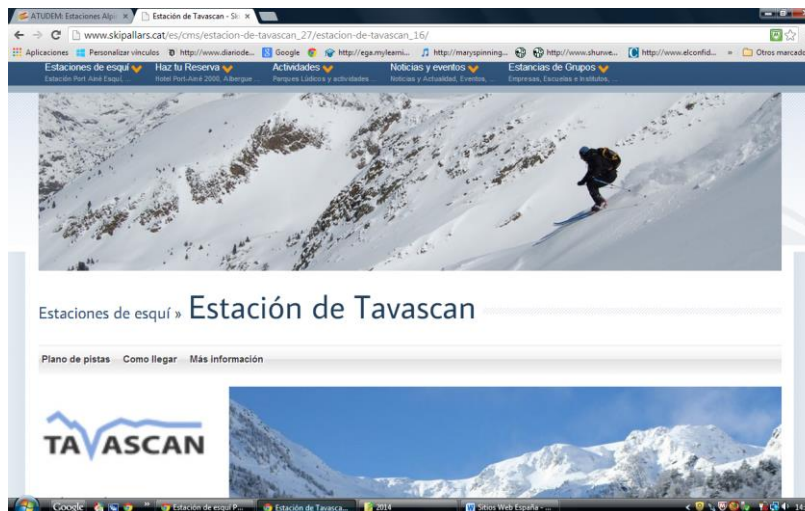 ATUDEM: Estaciones Alpi
Estación de Tavascan - Ski
www.skipallars.cat/es/cms/estacion-de-tavascan_27/estacion-de-tavascan_16/
Aplicaciones Personalizar vínculos http://www.diariode... Google http://ega.myleami... http://maryspinning... http://www.shunwe... http://www.elconfid... » Otros marcado
Estaciones de esquí Haz tu Reserva Actividades Noticias y eventos Estancias de Grupos
Estación Port Ainé Esquí, ... Hotel Port-Ainé 2000, Albergue ... Parques Lúdicos y actividades ... Noticias y Actualidad, Eventos, ... Empresas, Escuelas e Institutos, ...
Estaciones de esquí » Estación de Tavascan
Plano de pistas Como llegar Más información
TAVASCAN
Google » Estación de esquí P... Estación de Tavasca... 2014 Sitios Web España - ...